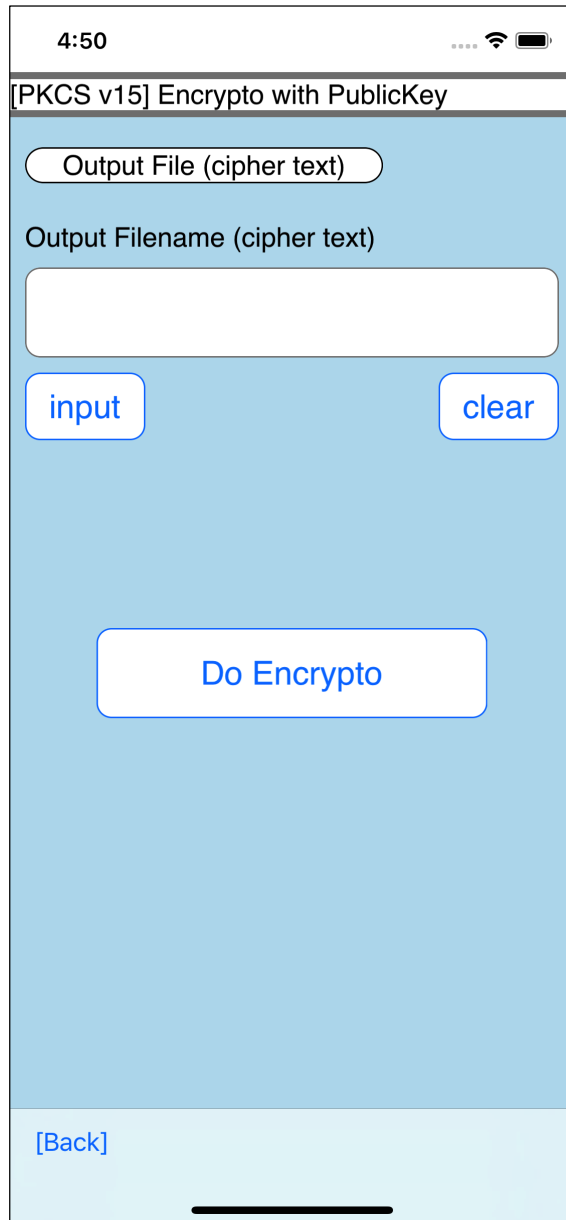 4:50
[PKCS v15] Encrypto with PublicKey
Output File (cipher text)
Output Filename (cipher text)
input clear
Do Encrypto
[Back]